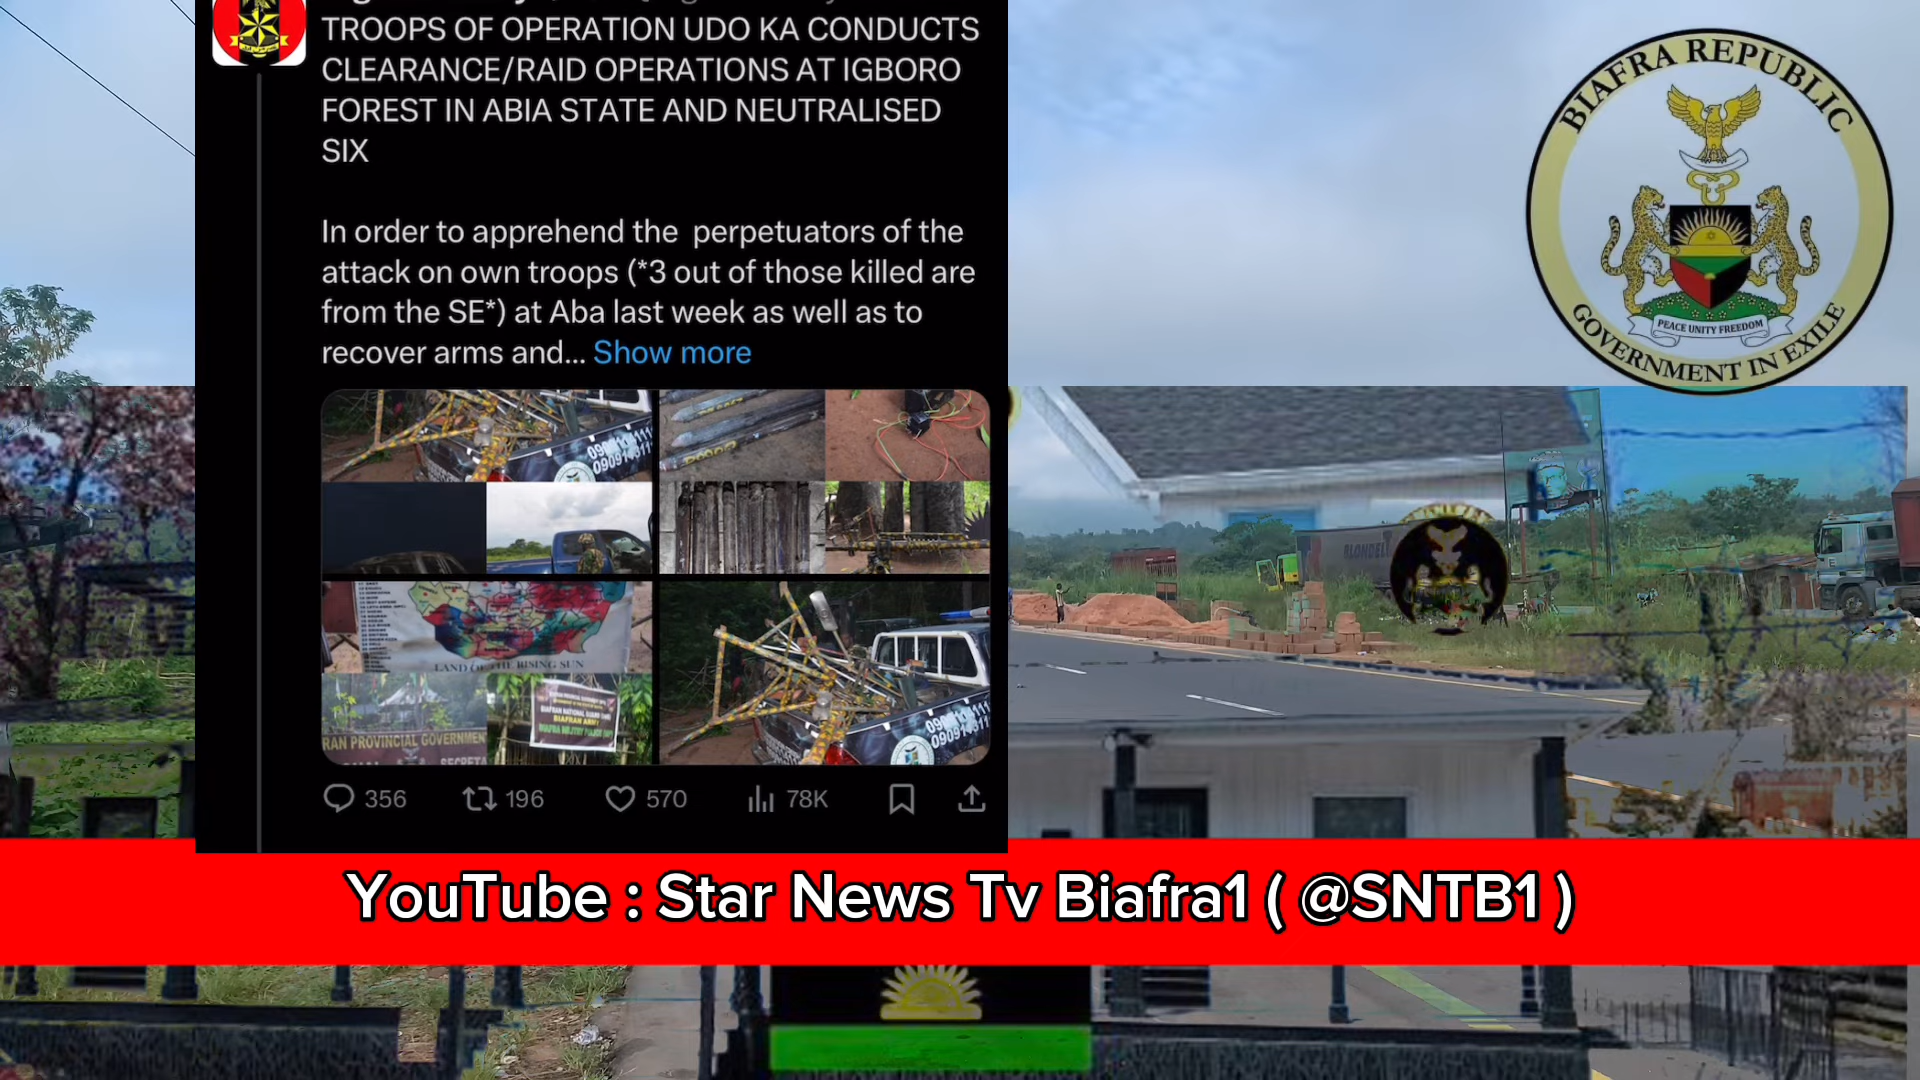 TROOPS OF OPERATION UDO KA CONDUCTS
CLEARANCE/RAID OPERATIONS AT IGBORO
FOREST IN ABIA STATE AND NEUTRALISED
SIX
In order to apprehend the perpetuators of the
attack on own troops (*3 out of those killed are
from the SE*) at Aba last week as well as to
recover arms and... Show more
LAND OF THE RISING SUN
RAN PROVINCIAL GOVERNMENT
BIAFRAN ARMY
356 196 570 78K
BIAFRA REPUBLIC
PEACE UNITY FREEDOM
GOVERNMENT IN EXILE
YouTube : Star News Tv Biafra1 ( @SNTB1 )